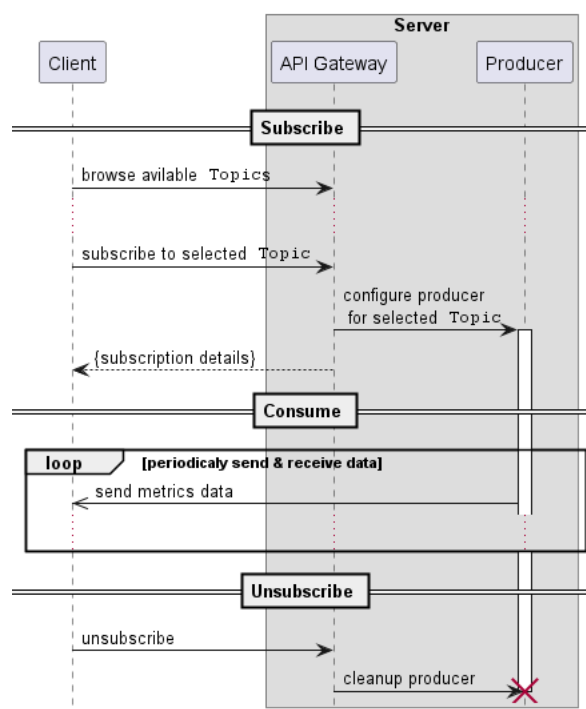 Server
Client
API Gateway
Producer
Subscribe
browse avilable Topics
subscribe to selected Topic
configure producer
for selected Topic
{subscription details}
Consume
loop
[periodicaly send & receive data]
send metrics data
Unsubscribe
unsubscribe
cleanup producer